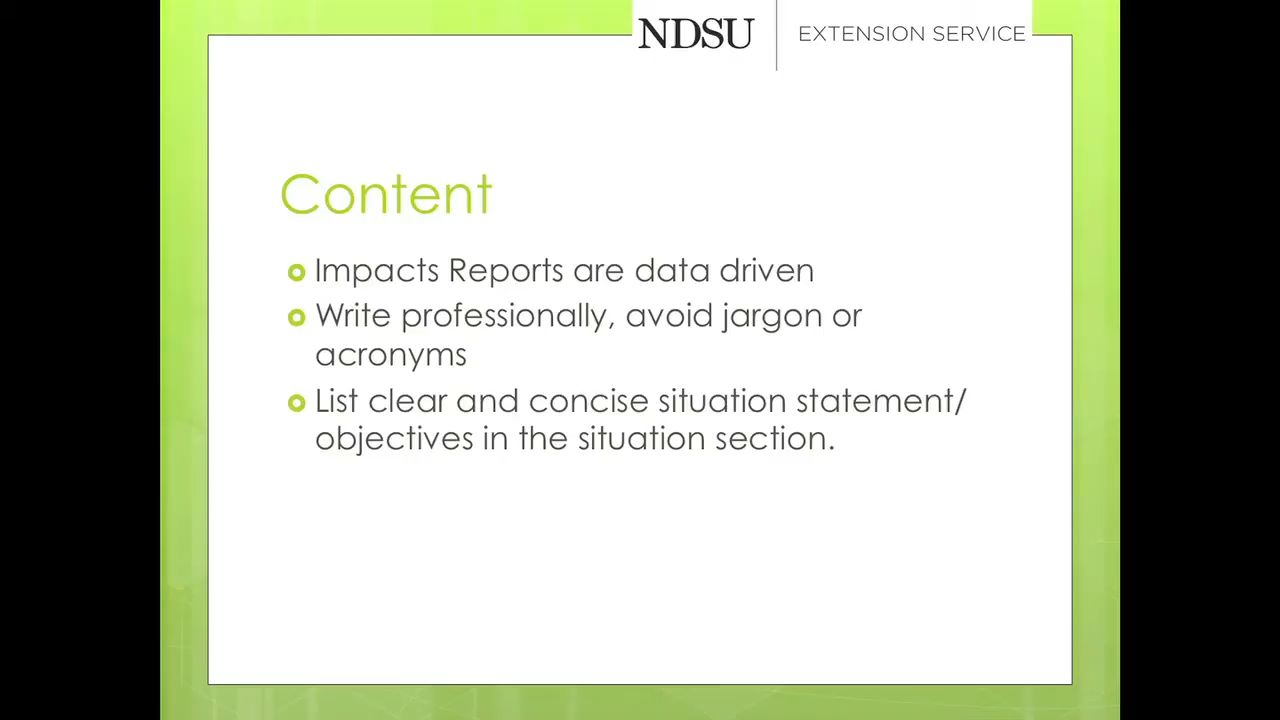 NDSU EXTENSION SERVICE
Content
Impacts Reports are data driven
Write professionally, avoid jargon or
acronyms
List clear and concise situation statement/
objectives in the situation section.